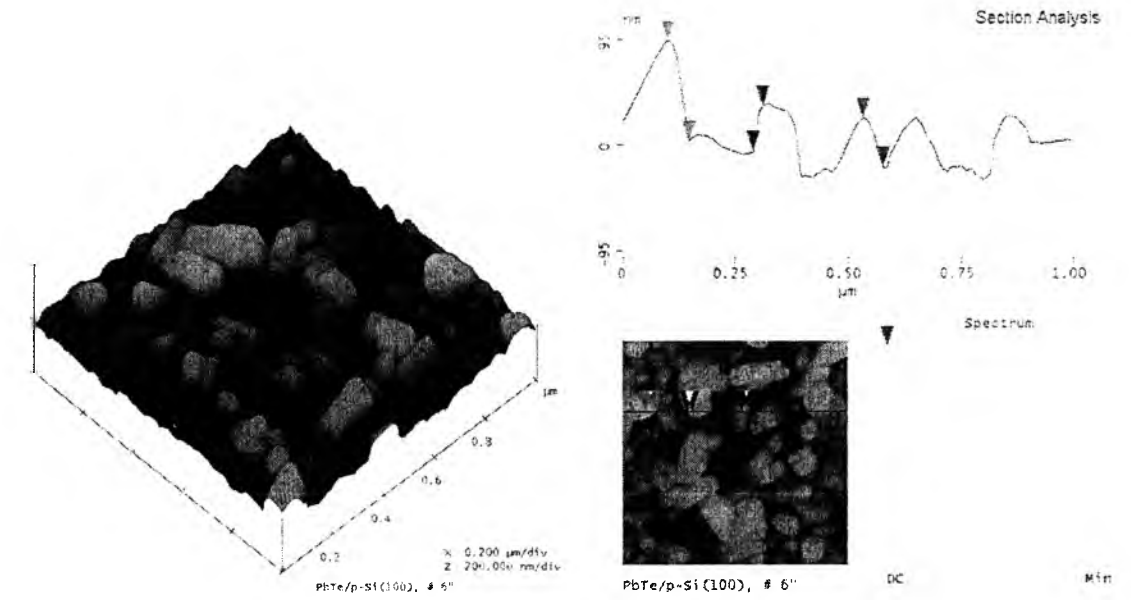 μm
0.8
0.6
0.4
0.2
X 0.200 μm/div
Z 200.000 nm/div
PbTe/p-Si(100), # 6"
Section Analysis
nm
95
0
-95
0 0.25 0.50 0.75 1.00
μm
Spectrum
PbTe/p-Si(100), # 6"
DC Min